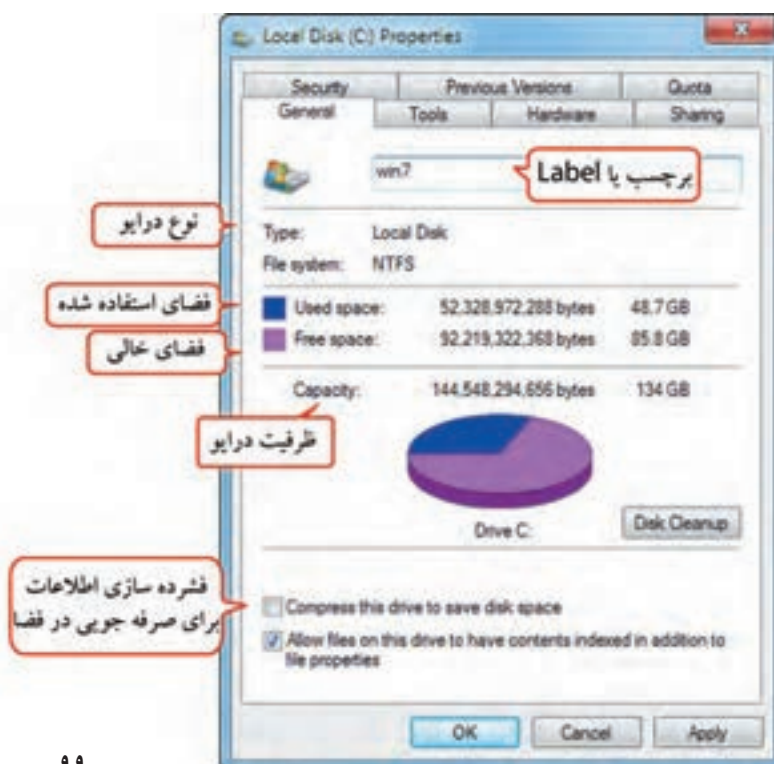 Local Disk (C:) Properties
Security Previous Versions Quota
General Tools Hardware Sharing
win7
برچسب یا Label
نوع درایو
Type: Local Disk
File system: NTFS
فضای استفاده شده
Used space: 52,328,972,288 bytes 48.7 GB
فضای خالی
Free space: 92,219,322,368 bytes 85.8 GB
Capacity: 144,548,294,656 bytes 134 GB
ظرفیت درایو
Drive C:
Disk Cleanup
فشرده سازی اطلاعات
برای صرفه جویی در فضا
Compress this drive to save disk space
Allow files on this drive to have contents indexed in addition to
file properties
OK Cancel Apply
۹۹